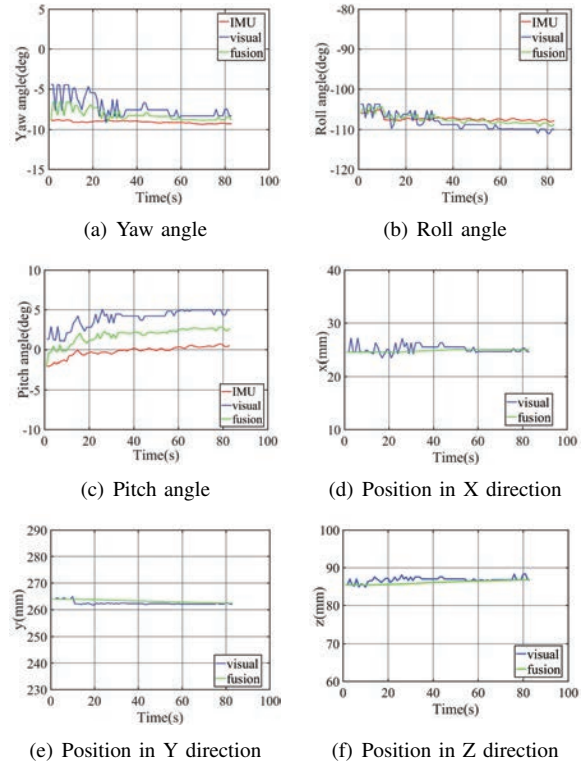 5
0
-5
-10
-15
Yaw angle(deg)
IMU
visual
fusion
0 20 40 60 80 100
Time(s)
(a) Yaw angle
-80
-90
-100
-110
-120
Roll angle(deg)
IMU
visual
fusion
0 20 40 60 80
Time(s)
(b) Roll angle
10
5
0
-5
-10
Pitch angle(deg)
IMU
visual
fusion
0 20 40 60 80 100
Time(s)
(c) Pitch angle
40
30
20
10
x(mm)
visual
fusion
0 20 40 60 80 100
Time(s)
(d) Position in X direction
290
280
270
260
250
240
230
y(mm)
visual
fusion
0 20 40 60 80 100
Time(s)
(e) Position in Y direction
100
90
80
70
60
z(mm)
visual
fusion
0 20 40 60 80 100
Time(s)
(f) Position in Z direction